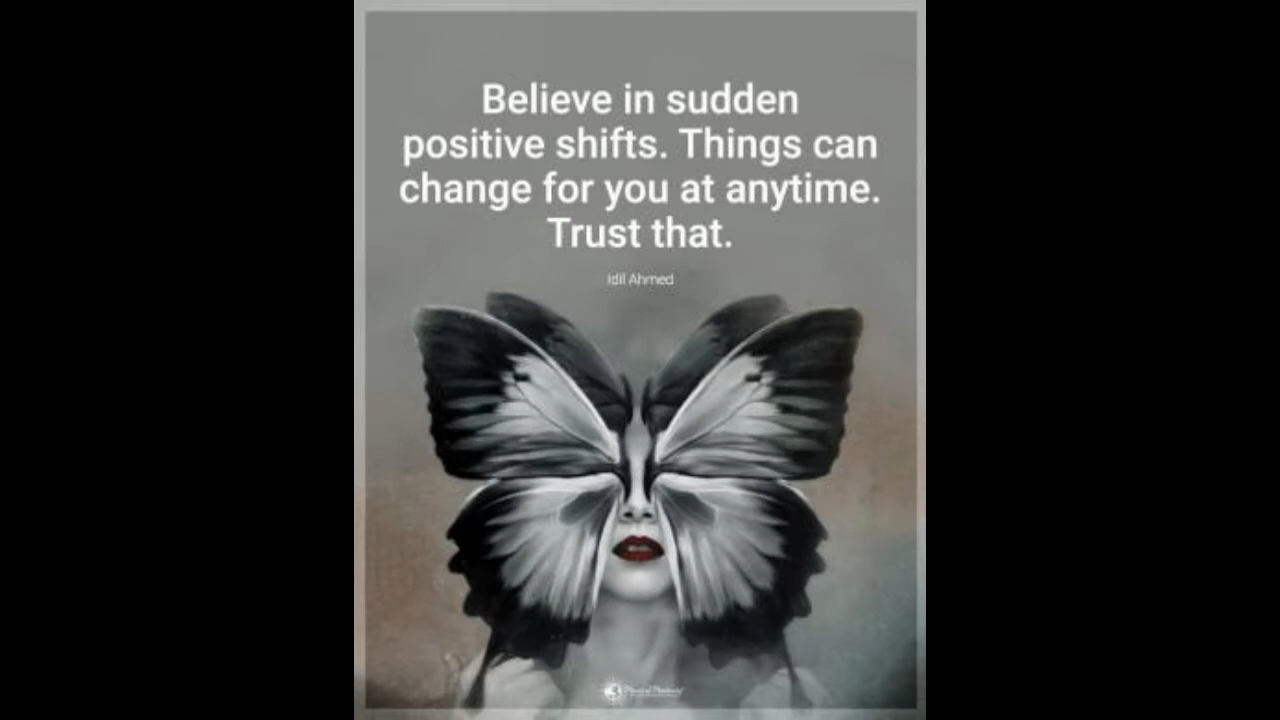 Believe in sudden
positive shifts. Things can
change for you at anytime.
Trust that.
Idil Ahmed